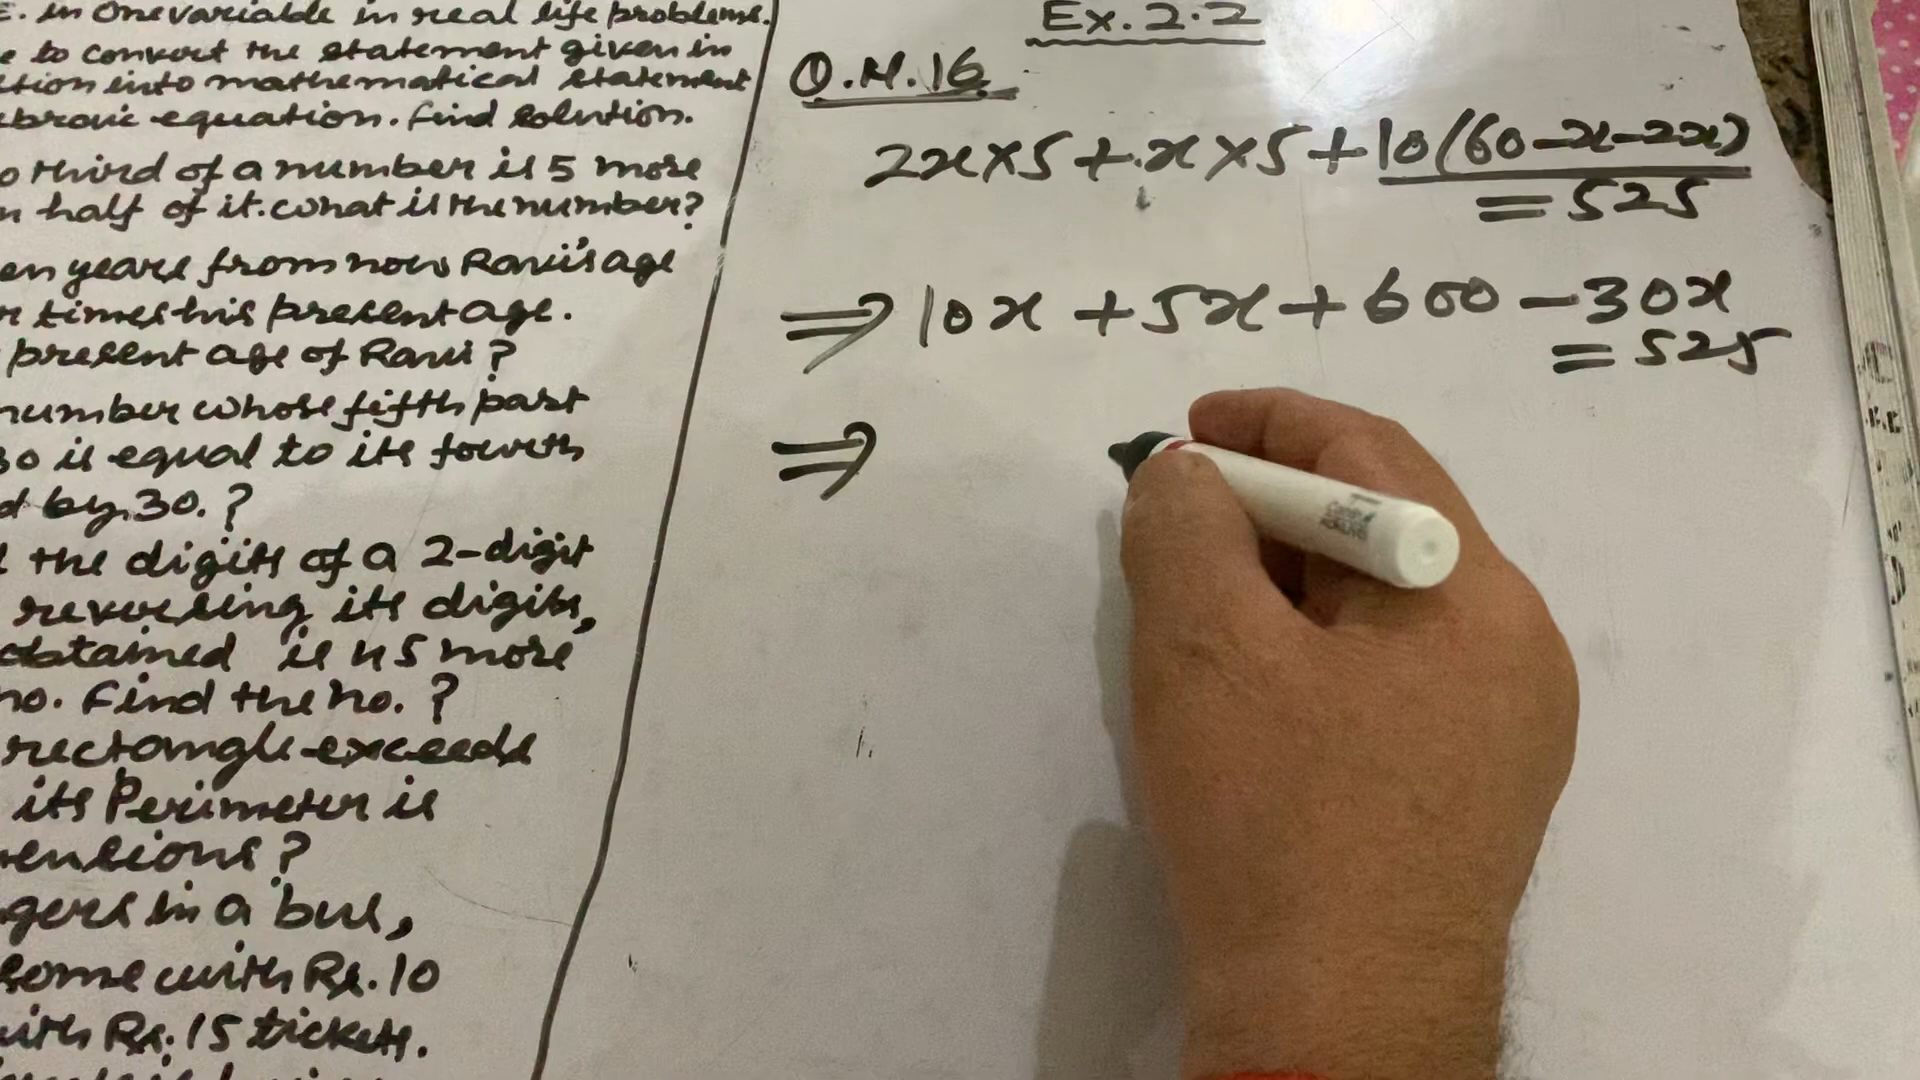 E. in one variable in real life problems.
e to convert the statement given in
tion into mathematical statement
ebraic equation. Find solution.
o third of a number is 5 more
n half of it. what is the number?
en years from now Ravi's age
r times his present age.
present age of Ravi?
number whose fifth part
30 is equal to its fourth
d by 30.?
the digits of a 2-digit
reversing its digits,
obtained is 45 more
no. Find the no.?
rectangle exceeds
its Perimeter is
mentions?
gers in a bus,
some with Rs. 10
with Rs. 15 tickets.
Ex. 2.2
Q.N.16
2x×5+x×5+10(60-x-2x)
=525
⇒10x+5x+600-30x
=525
⇒